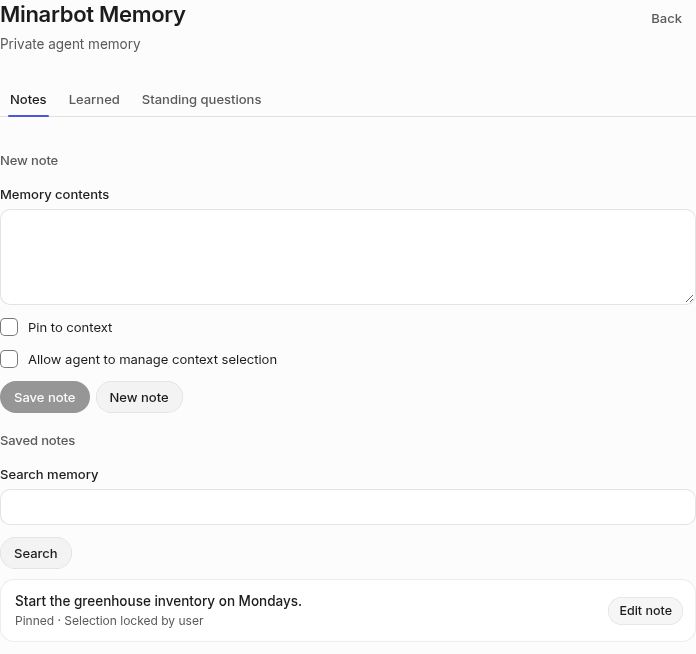 Minarbot Memory
Back
Private agent memory
Notes
Learned
Standing questions
New note
Memory contents
Pin to context
Allow agent to manage context selection
Save note
New note
Saved notes
Search memory
Search
Start the greenhouse inventory on Mondays.
Pinned · Selection locked by user
Edit note